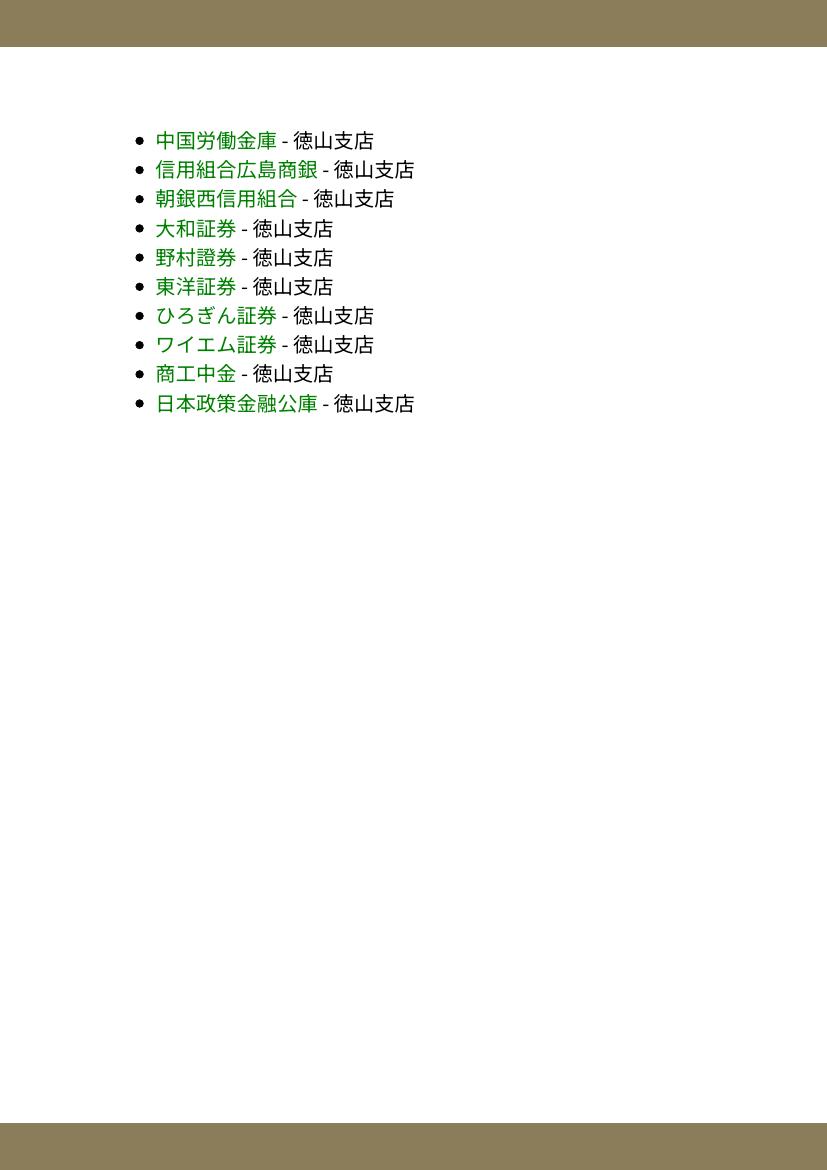 • 中国労働金庫 - 徳山支店
• 信用組合広島商銀 - 徳山支店
• 朝銀西信用組合 - 徳山支店
• 大和証券 - 徳山支店
• 野村證券 - 徳山支店
• 東洋証券 - 徳山支店
• ひろぎん証券 - 徳山支店
• ワイエム証券 - 徳山支店
• 商工中金 - 徳山支店
• 日本政策金融公庫 - 徳山支店